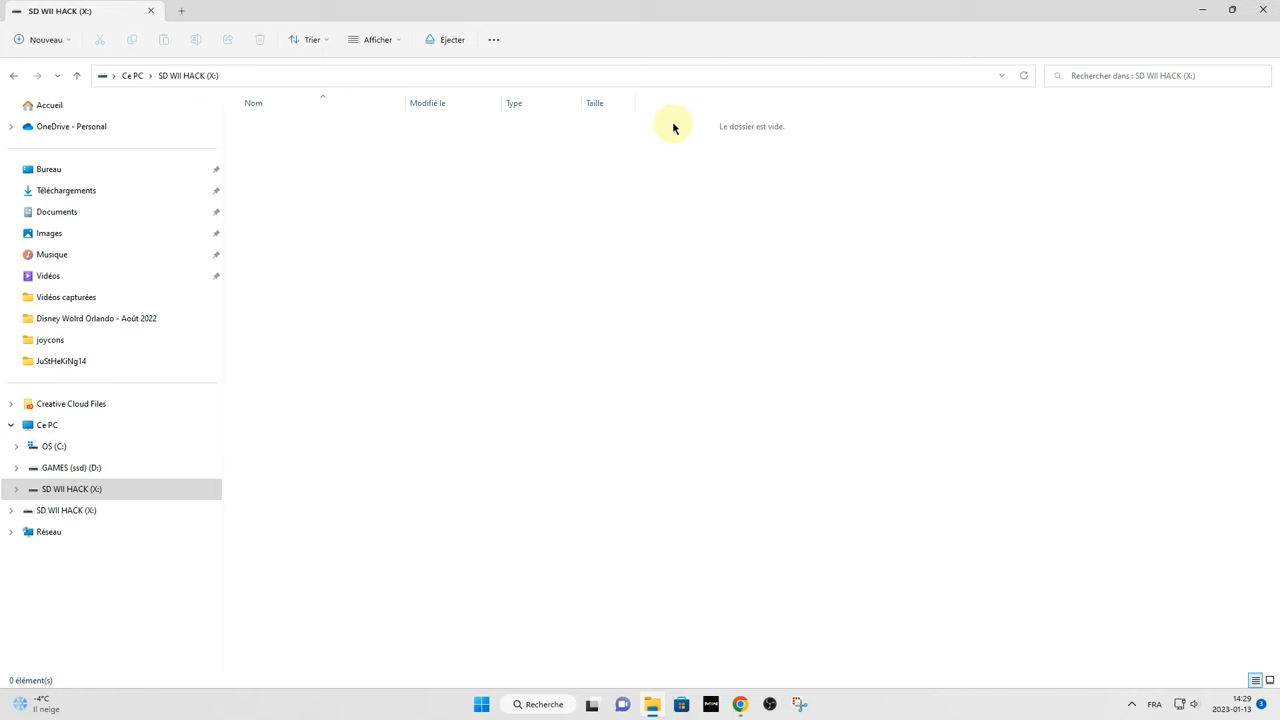 SD WII HACK (X:)
Nouveau
Trier
Afficher
Éjecter
Ce PC
SD WII HACK (X:)
Rechercher dans : SD WII HACK (X:)
Nom
Modifié le
Type
Taille
Le dossier est vide.
Accueil
OneDrive - Personal
Bureau
Téléchargements
Documents
Images
Musique
Vidéos
Vidéos capturées
Disney Wolrd Orlando - Août 2022
joycons
JuStHeKiNg14
Creative Cloud Files
Ce PC
OS (C:)
GAMES (ssd) (D:)
SD WII HACK (X:)
SD WII HACK (X:)
Réseau
0 élément(s)
-4°C
Il neige
Recherche
FRA
14:29
2023-01-13
3